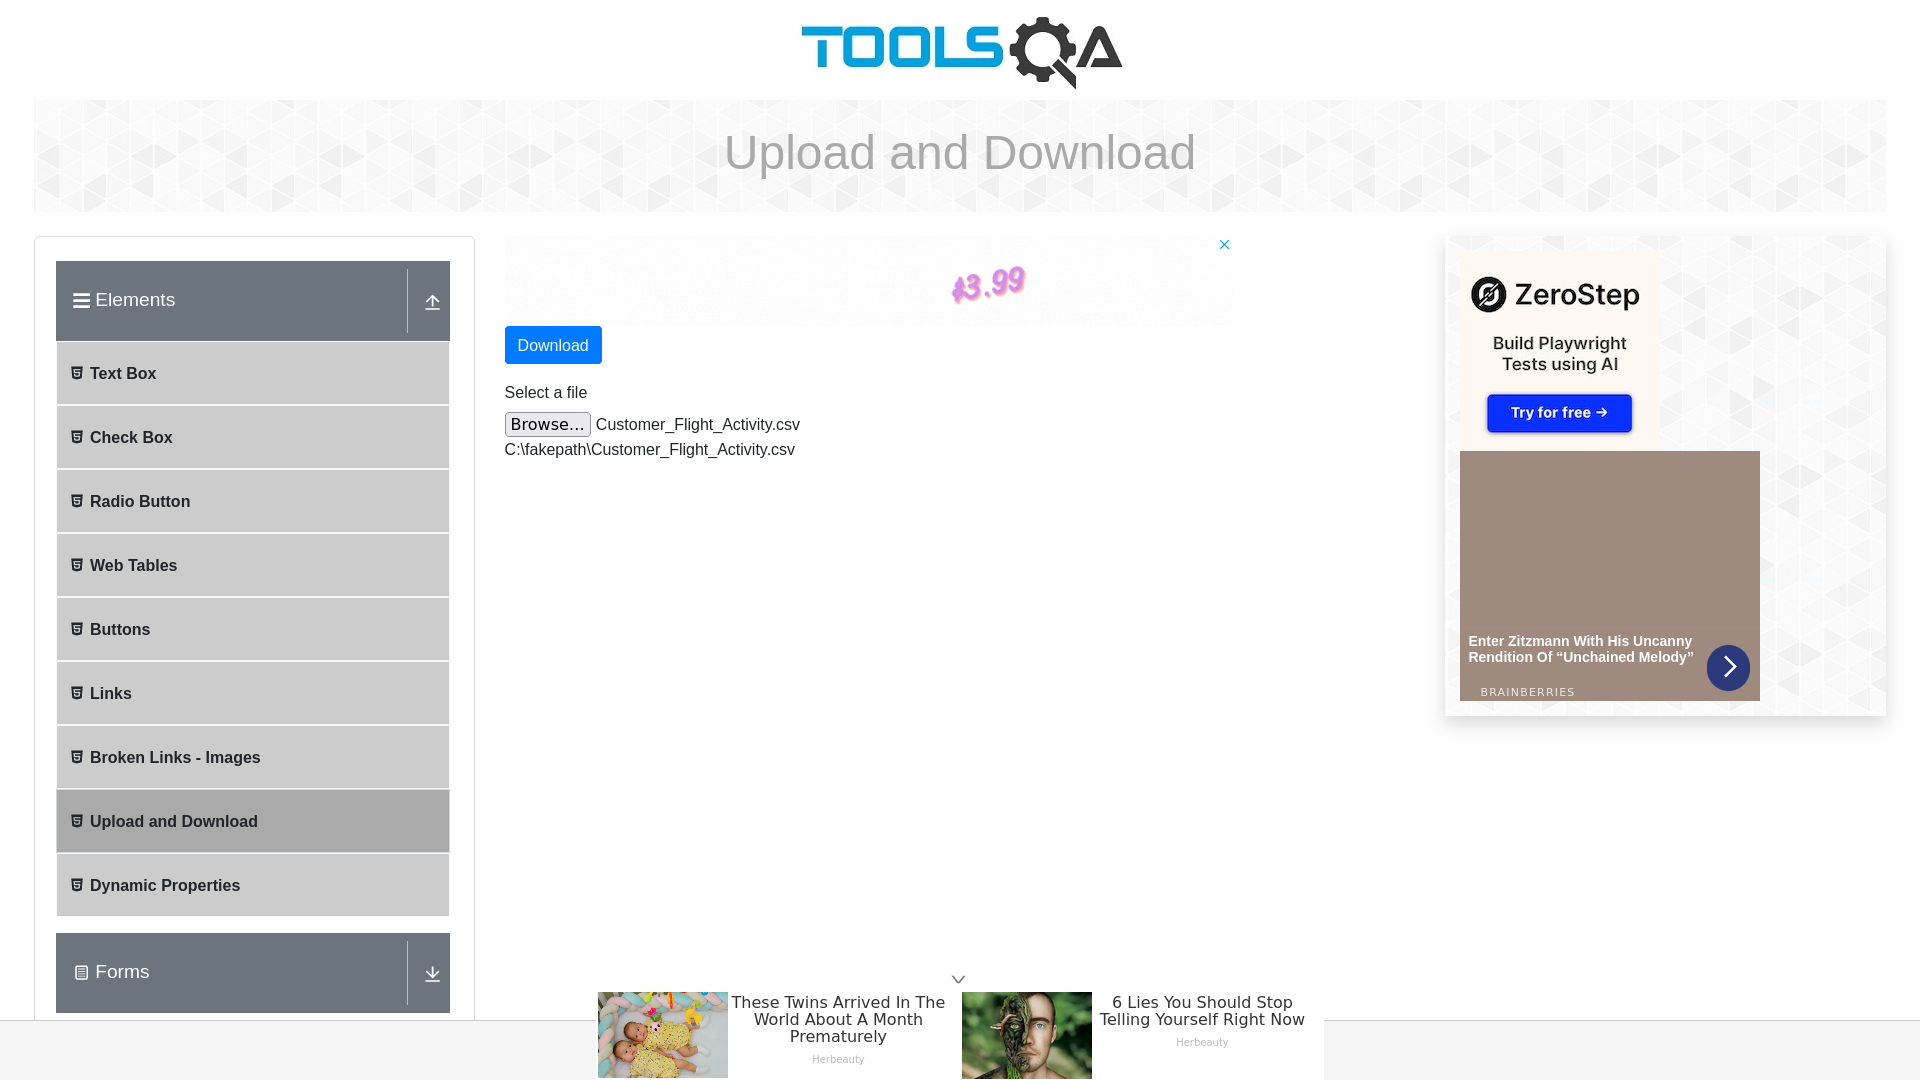 TOOLSQA
Upload and Download
Elements
Text Box
Check Box
Radio Button
Web Tables
Buttons
Links
Broken Links - Images
Upload and Download
Dynamic Properties
Forms
$3.99
Download
Select a file
Browse... Customer_Flight_Activity.csv
C:\fakepath\Customer_Flight_Activity.csv
ZeroStep
Build Playwright
Tests using AI
Try for free →
Enter Zitzmann With His Uncanny
Rendition Of “Unchained Melody”
BRAINBERRIES
These Twins Arrived In The
World About A Month
Prematurely
Herbeauty
6 Lies You Should Stop
Telling Yourself Right Now
Herbeauty